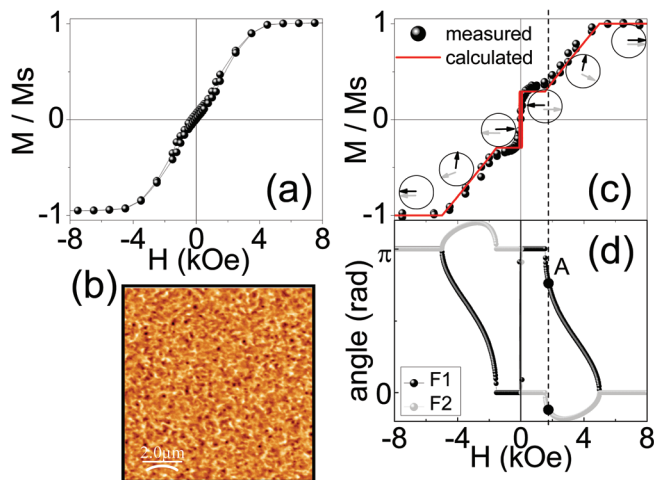 M / Ms
1
0
-1
(a)
-8 -4 0 4 8
H (kOe)
(b)
2.0µm
M / Ms
1
0
-1
measured
calculated
(c)
angle (rad)
π
0
A
(d)
F1
F2
-8 -4 0 4 8
H (kOe)